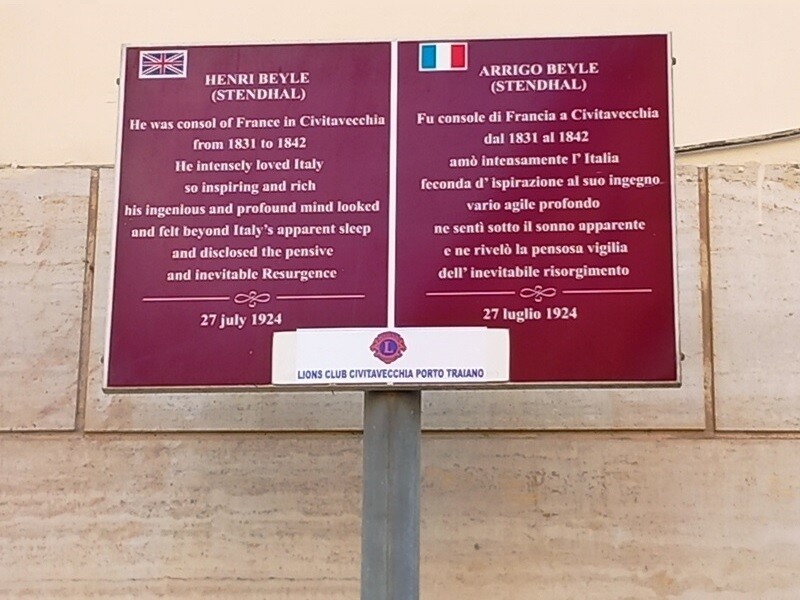 HENRI BEYLE
(STENDHAL)
He was consol of France in Civitavecchia
from 1831 to 1842
He intensely loved Italy
so inspiring and rich
his ingenious and profound mind looked
and felt beyond Italy's apparent sleep
and disclosed the pensive
and inevitable Resurgence
27 july 1924
ARRIGO BEYLE
(STENDHAL)
Fu console di Francia a Civitavecchia
dal 1831 al 1842
amò intensamente l' Italia
feconda d' ispirazione al suo ingegno
vario agile profondo
ne sentì sotto il sonno apparente
e ne rivelò la pensosa vigilia
dell' inevitabile risorgimento
27 luglio 1924
L
LIONS CLUB CIVITAVECCHIA PORTO TRAIANO